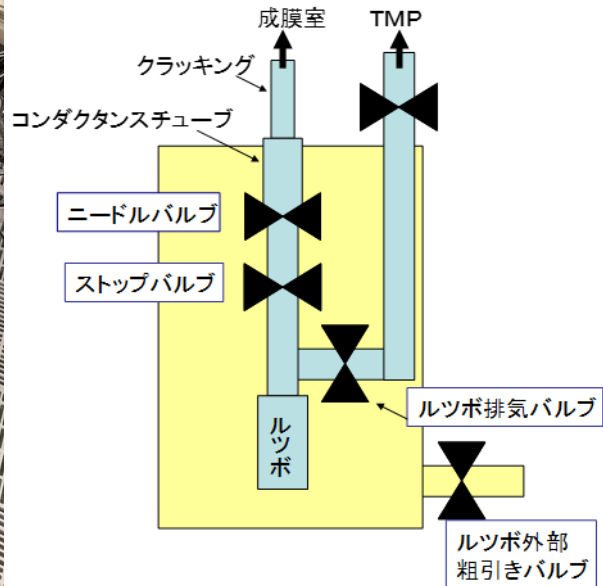 成膜室
TMP
クラッキング
コンダクタンスチューブ
ニードルバルブ
ストップバルブ
ルツボ
ルツボ排気バルブ
ルツボ外部
粗引きバルブ